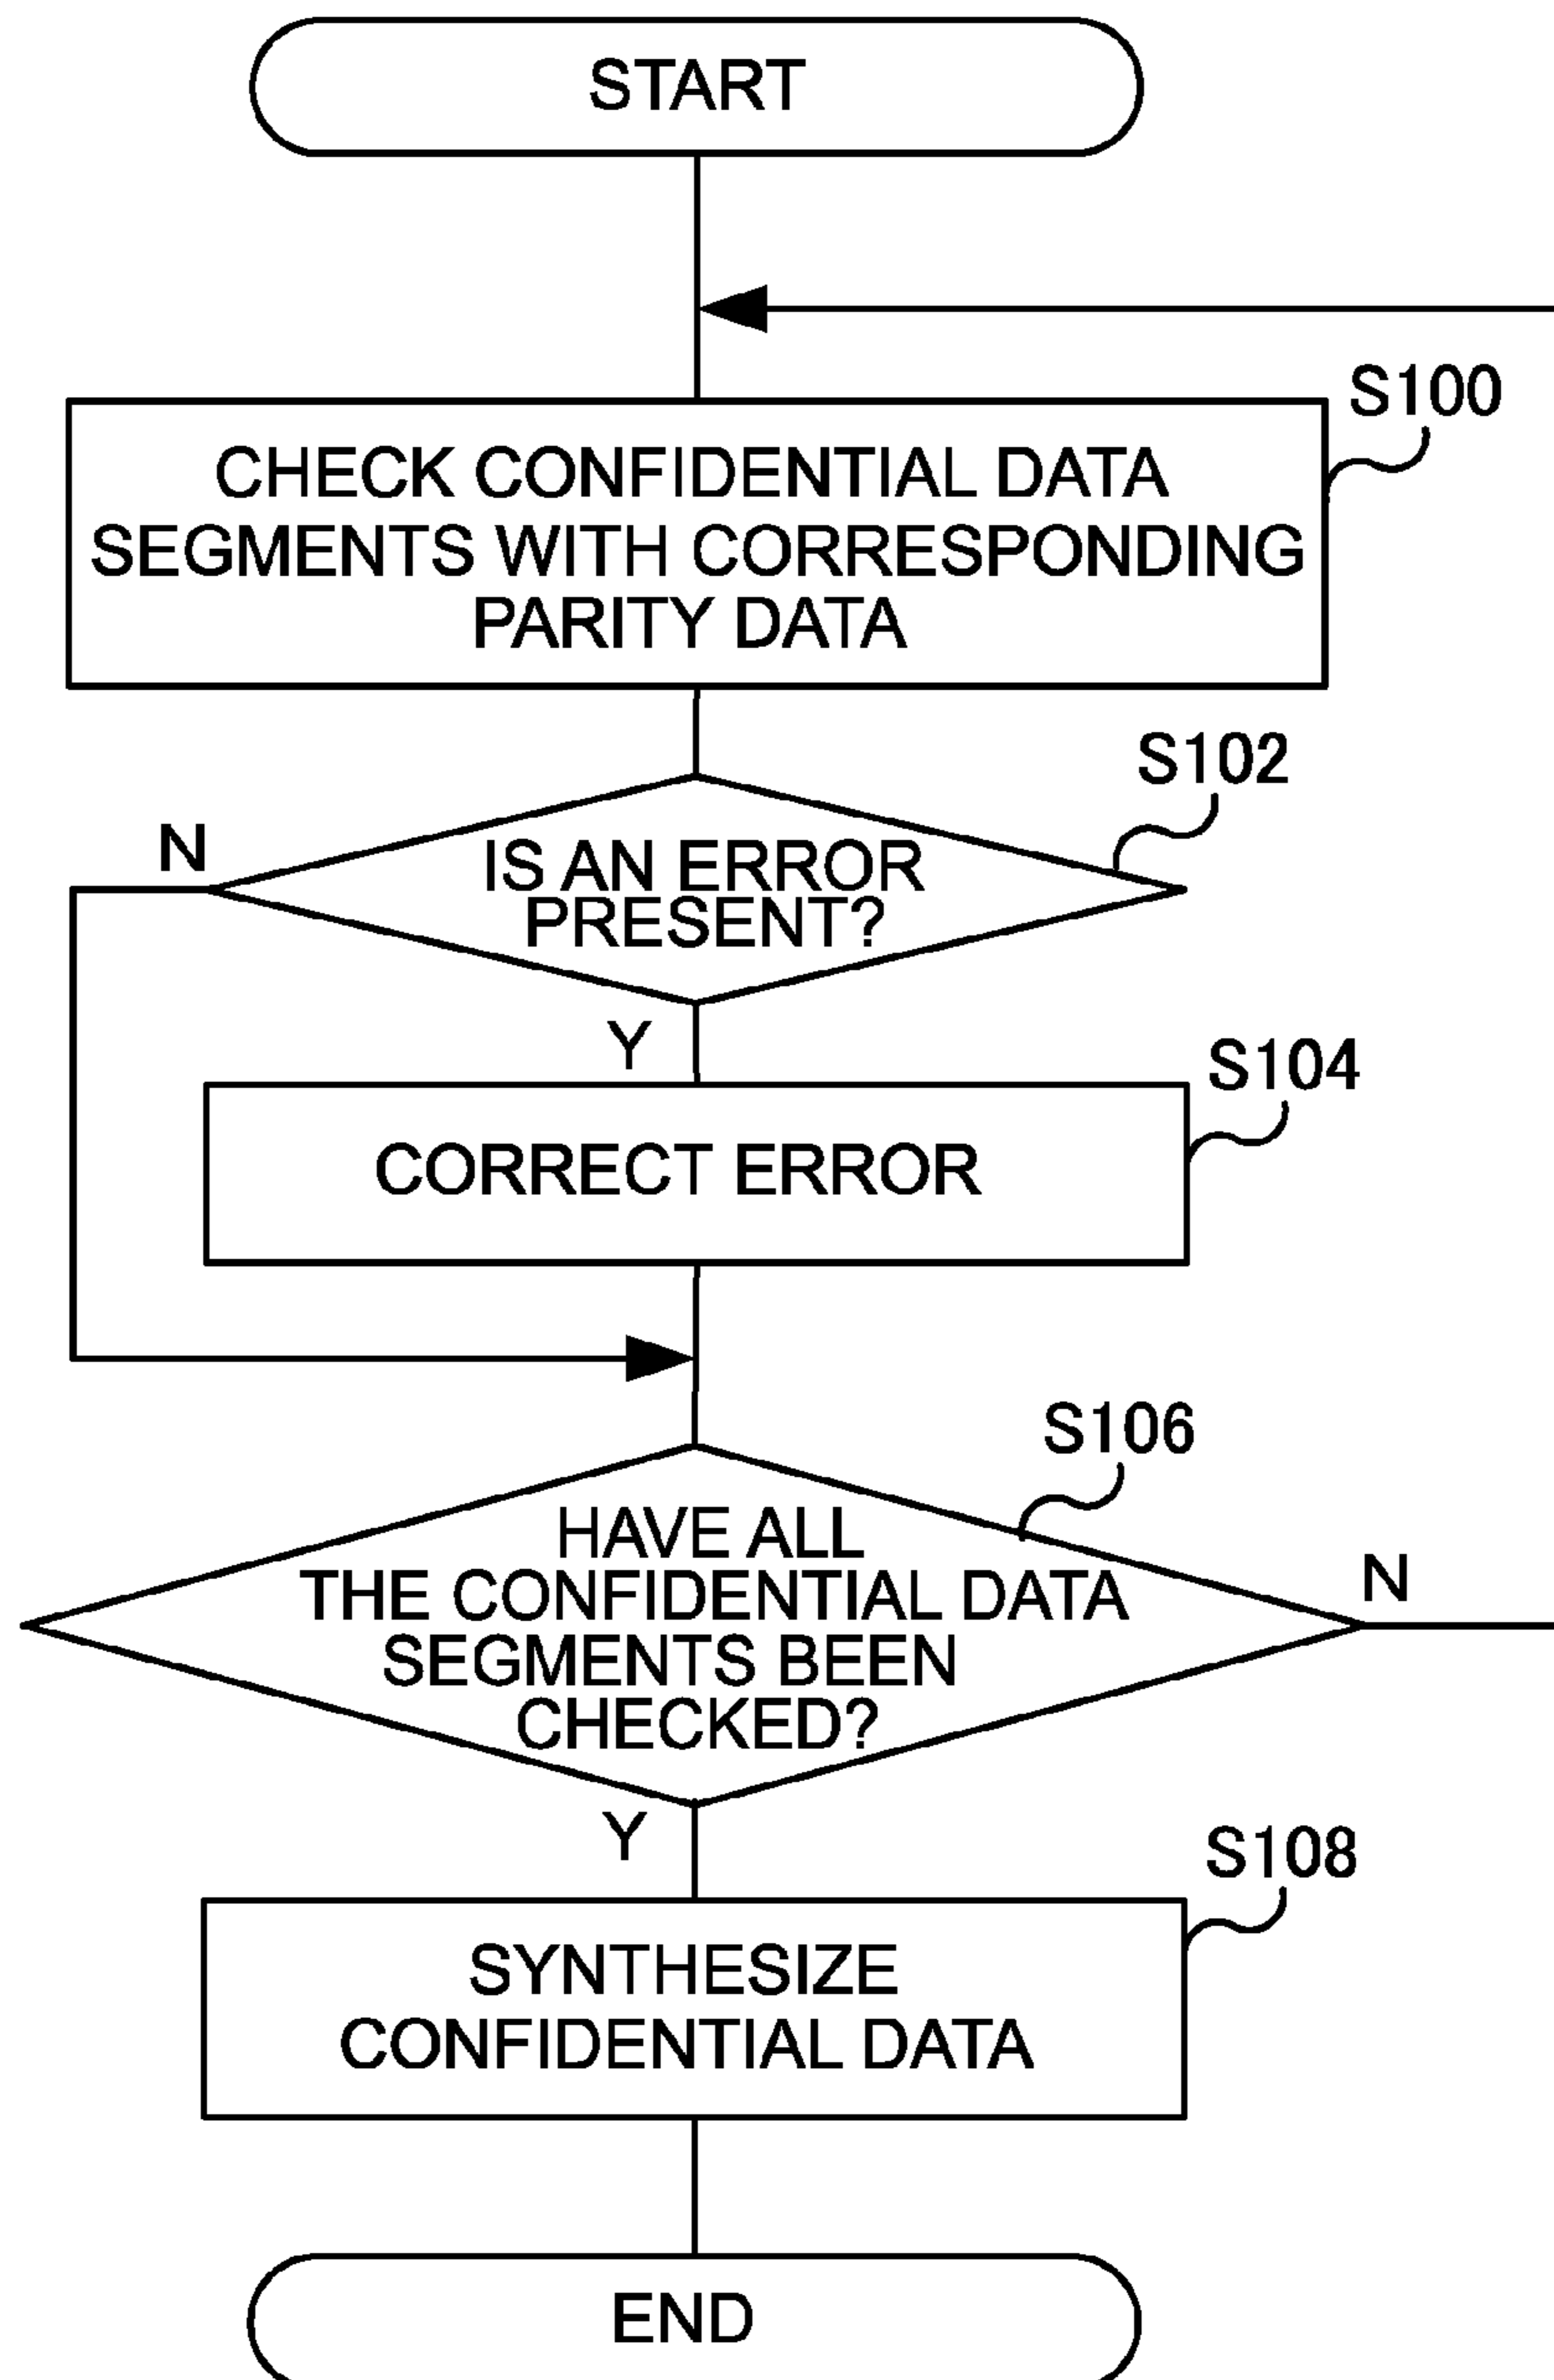 START
S100
CHECK CONFIDENTIAL DATA
SEGMENTS WITH CORRESPONDING
PARITY DATA
S102
N
IS AN ERROR
PRESENT?
Y
S104
CORRECT ERROR
S106
HAVE ALL
THE CONFIDENTIAL DATA
SEGMENTS BEEN
CHECKED?
N
Y
S108
SYNTHESIZE
CONFIDENTIAL DATA
END